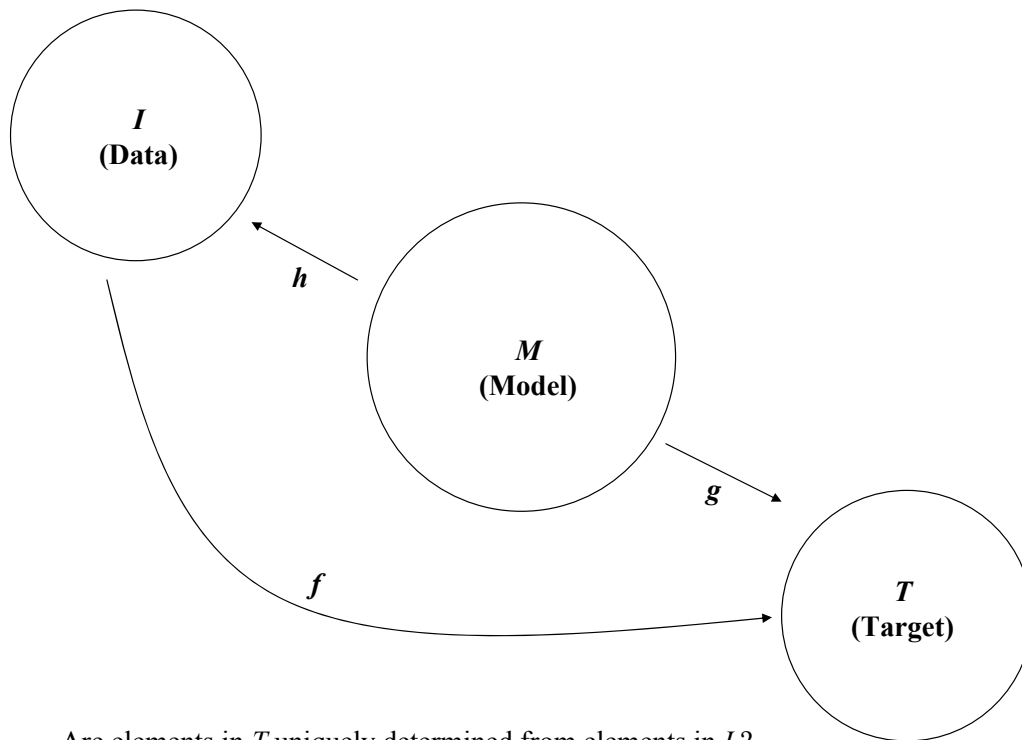 I
(Data)
h
M
(Model)
g
f
T
(Target)
Are elements in T uniquely determined from elements in I?